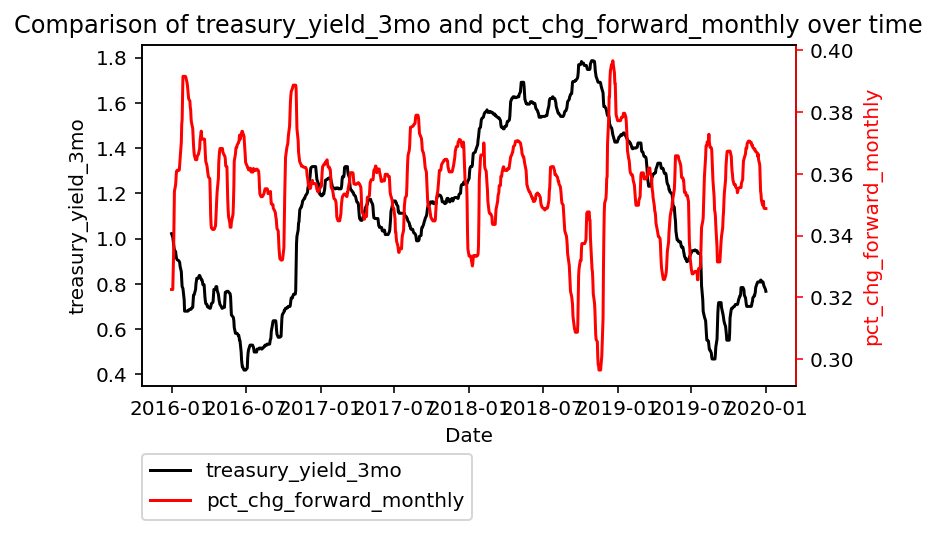 Comparison of treasury_yield_3mo and pct_chg_forward_monthly over time
treasury_yield_3mo
1.8
1.6
1.4
1.2
1.0
0.8
0.6
0.4
0.40
0.38
0.36
0.34
0.32
0.30
pct_chg_forward_monthly
2016-01 2016-07 2017-01 2017-07 2018-01 2018-07 2019-01 2019-07 2020-01
Date
treasury_yield_3mo
pct_chg_forward_monthly